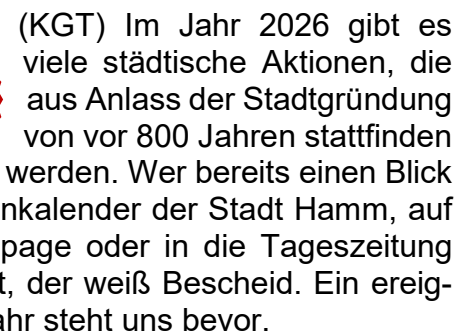 (KGT) Im Jahr 2026 gibt es
viele städtische Aktionen, die
aus Anlass der Stadtgründung
von vor 800 Jahren stattfinden
werden. Wer bereits einen Blick
nkalender der Stadt Hamm, auf
page oder in die Tageszeitung
t, der weiß Bescheid. Ein ereig-
ahr steht uns bevor.